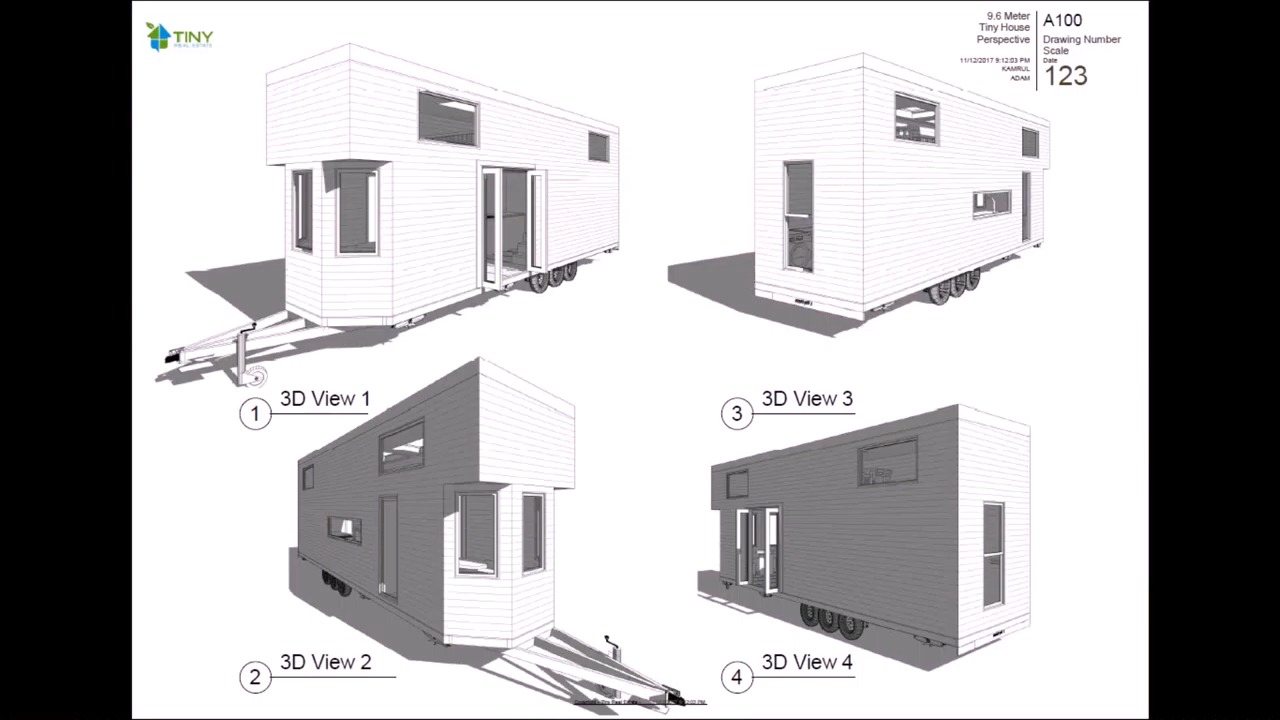 TINY
REAL ESTATE
9.6 Meter
Tiny House
Perspective
11/12/2017 9:12:03 PM
KAMRUL
ADAM
A100
Drawing Number
Scale
Date
123
1 3D View 1
3 3D View 3
2 3D View 2
4 3D View 4